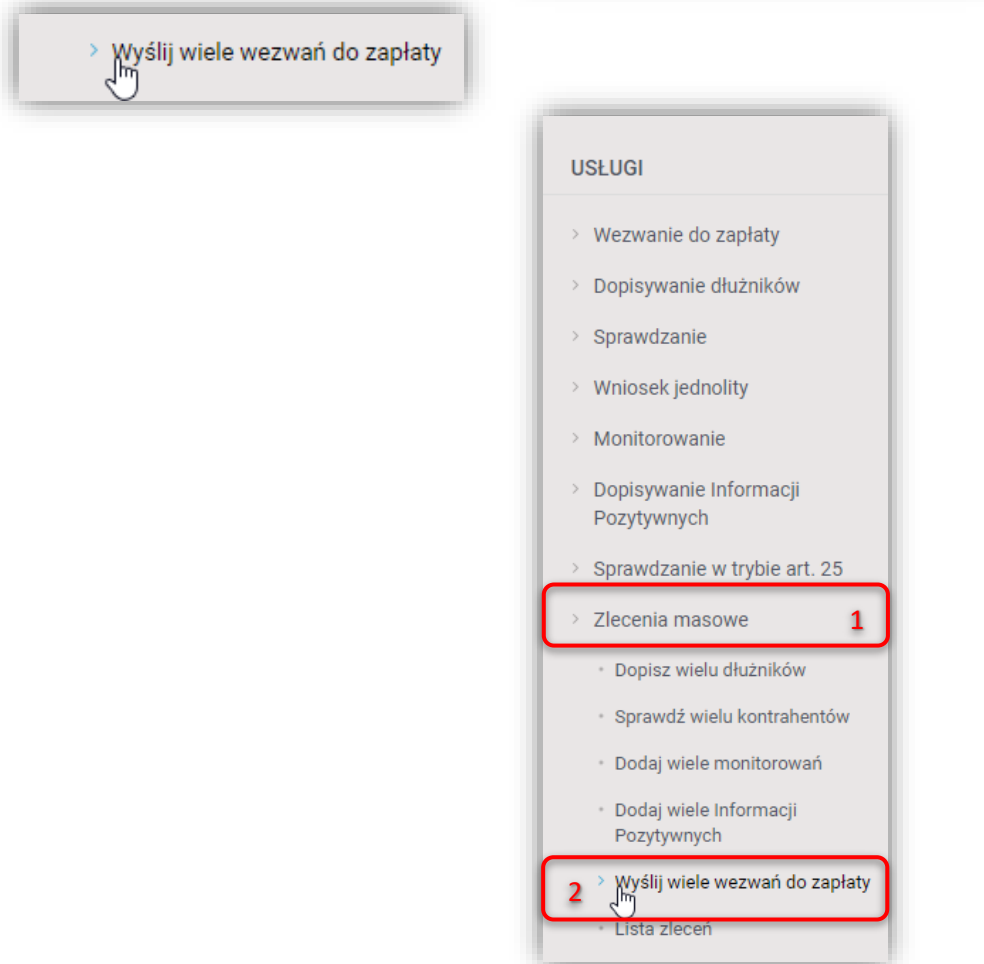 Wyślij wiele wezwań do zapłaty
USŁUGI
Wezwanie do zapłaty
Dopisywanie dłużników
Sprawdzanie
Wniosek jednolity
Monitorowanie
Dopisywanie Informacji
Pozytywnych
Sprawdzanie w trybie art. 25
Zlecenia masowe 1
Dopisz wielu dłużników
Sprawdź wielu kontrahentów
Dodaj wiele monitorowań
Dodaj wiele Informacji
Pozytywnych
2 Wyślij wiele wezwań do zapłaty
Lista zleceń